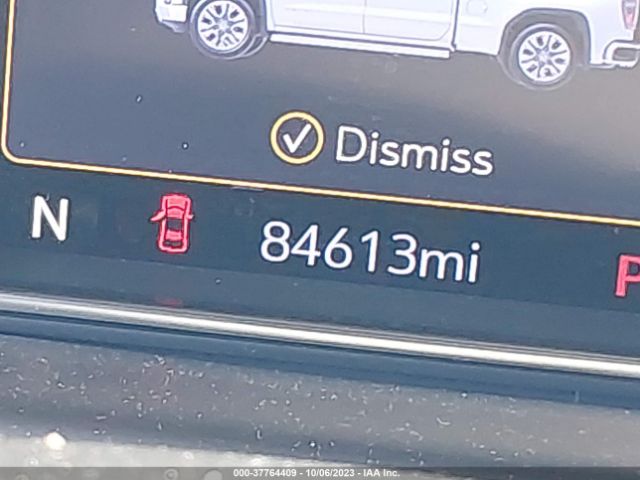 Dismiss
N 84613mi P
000-37764409 - 10/06/2023 - IAA Inc.